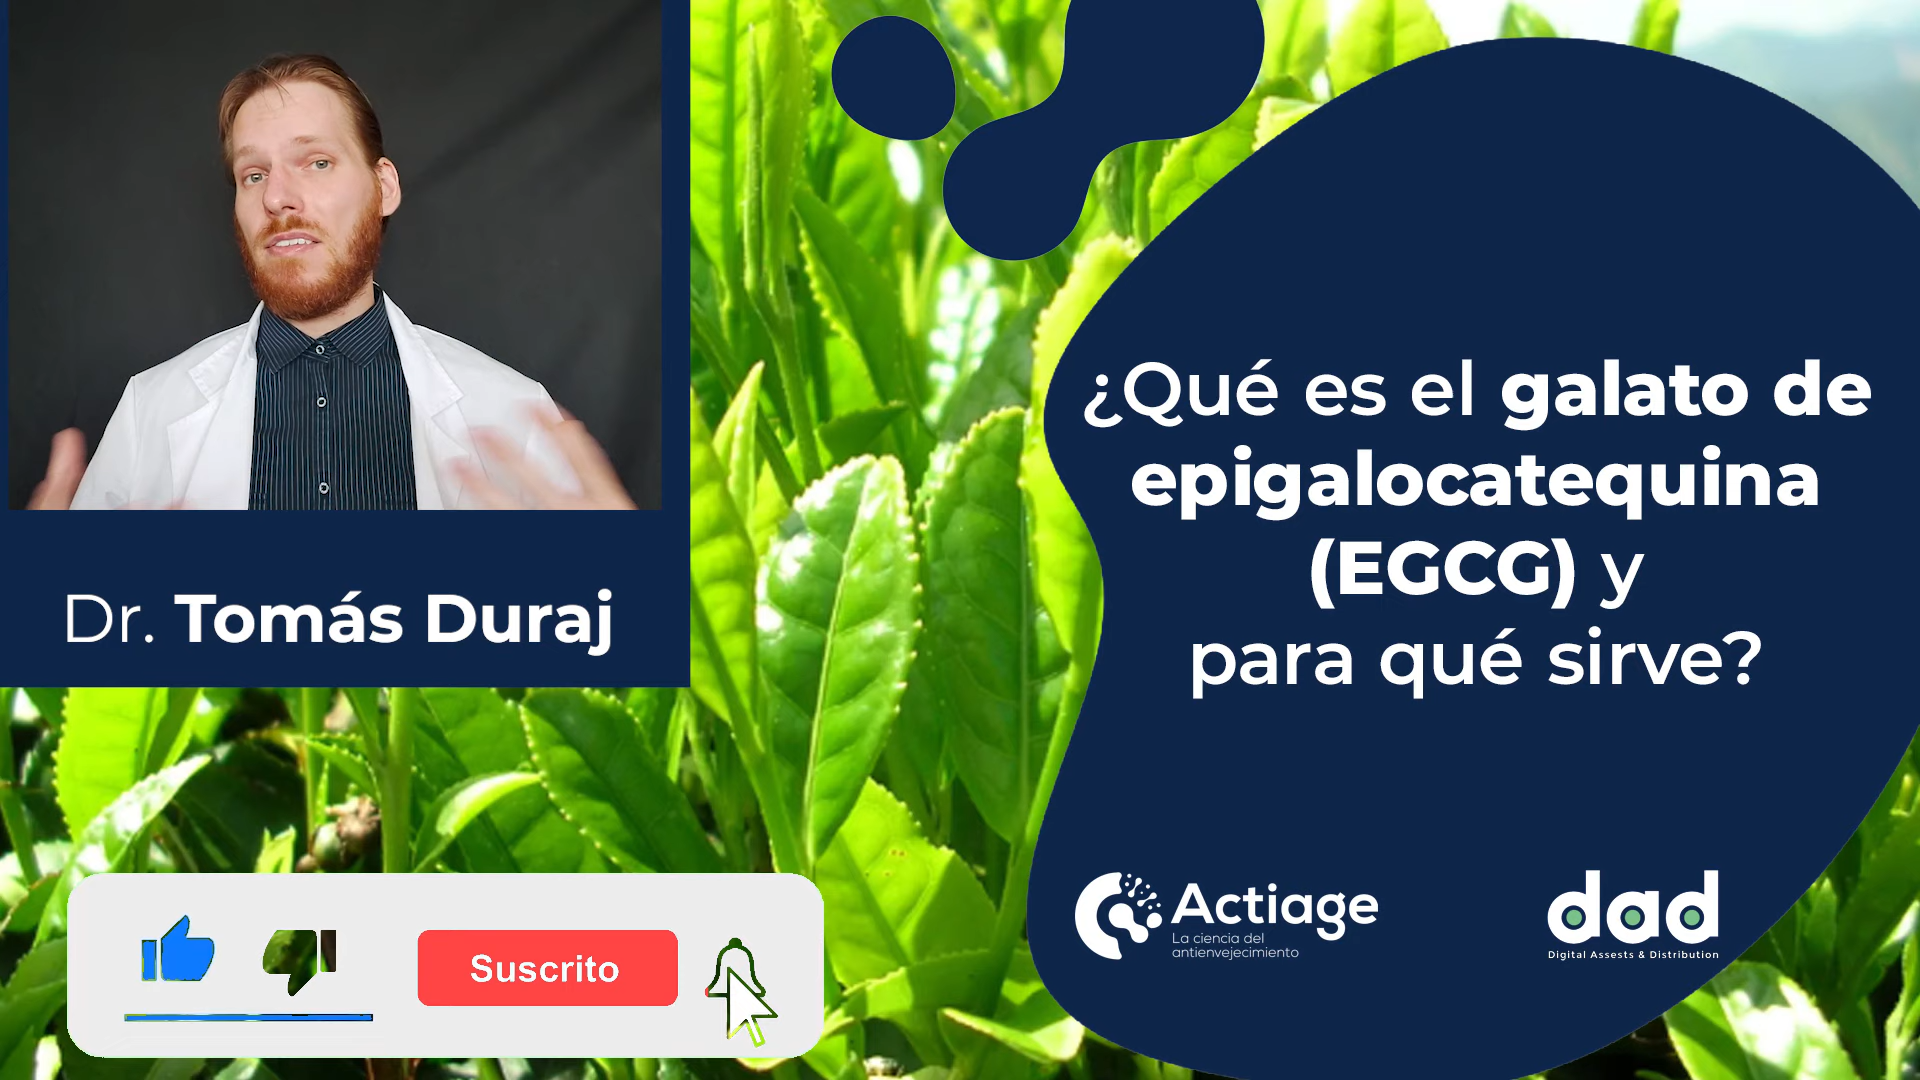 Dr. Tomás Duraj
¿Qué es el galato de
epigalocatequina
(EGCG) y
para qué sirve?
Suscrito
Actiage
La ciencia del
antienvejecimiento
dad
Digital Assests & Distribution